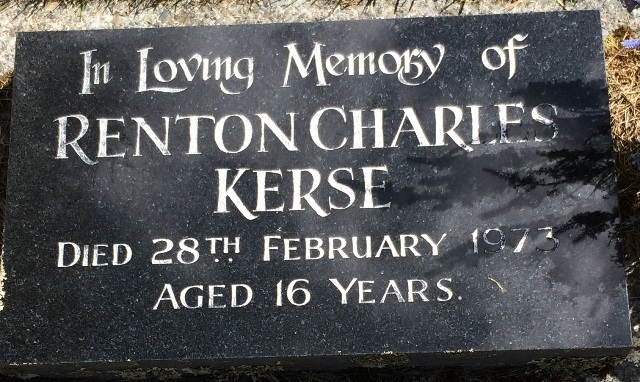 In Loving Memory of
RENTON CHARLES
KERSE
DIED 28TH FEBRUARY 1973
AGED 16 YEARS.